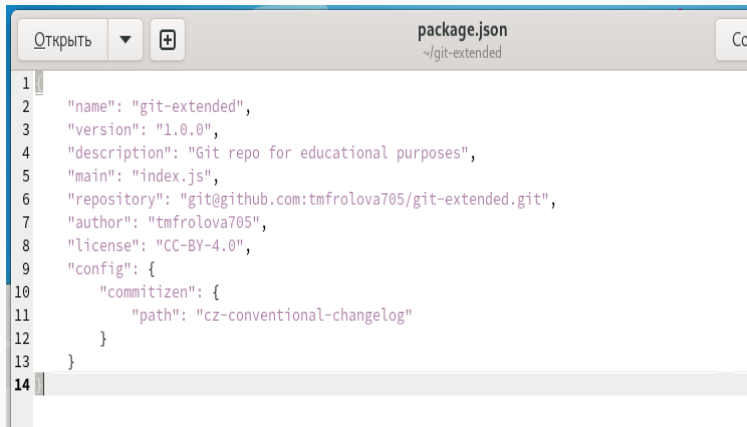 Открыть
package.json
~/git-extended
Со
1 {
2 "name": "git-extended",
3 "version": "1.0.0",
4 "description": "Git repo for educational purposes",
5 "main": "index.js",
6 "repository": "git@github.com:tmfrolova705/git-extended.git",
7 "author": "tmfrolova705",
8 "license": "CC-BY-4.0",
9 "config": {
10 "commitizen": {
11 "path": "cz-conventional-changelog"
12 }
13 }
14 }